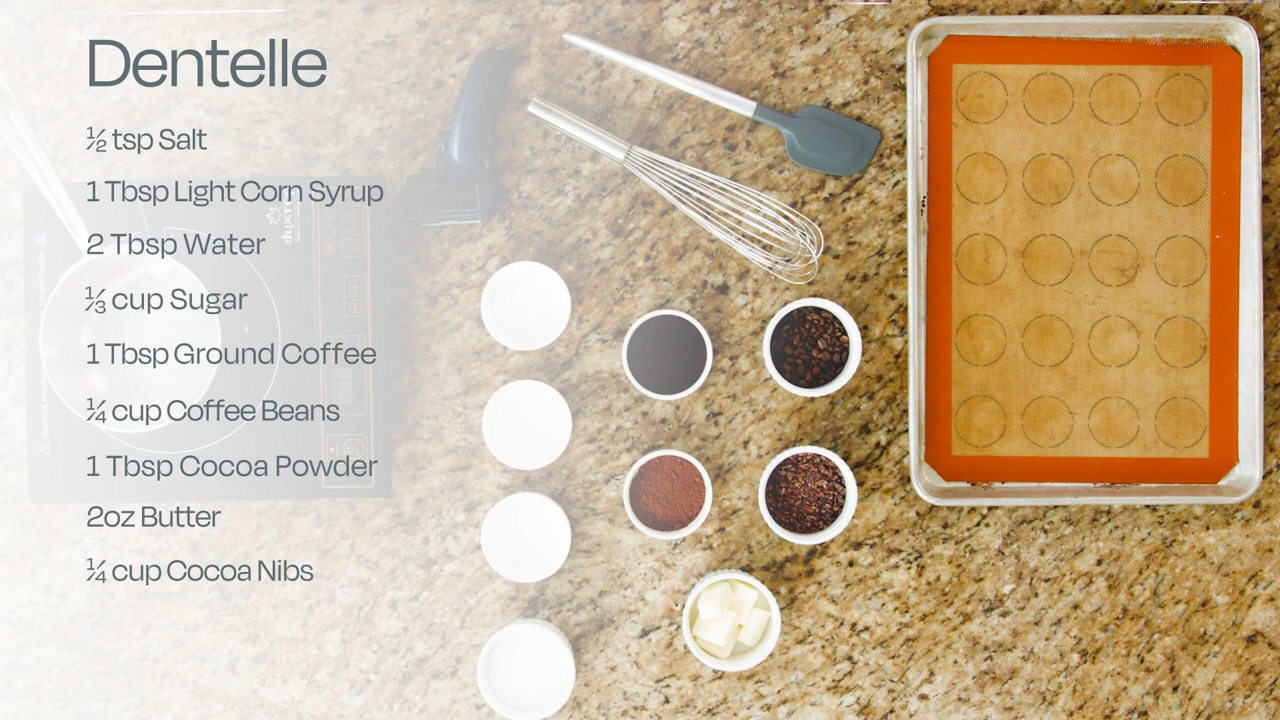 Dentelle
½ tsp Salt
1 Tbsp Light Corn Syrup
2 Tbsp Water
⅓ cup Sugar
1 Tbsp Ground Coffee
¼ cup Coffee Beans
1 Tbsp Cocoa Powder
2oz Butter
¼ cup Cocoa Nibs
duxtop